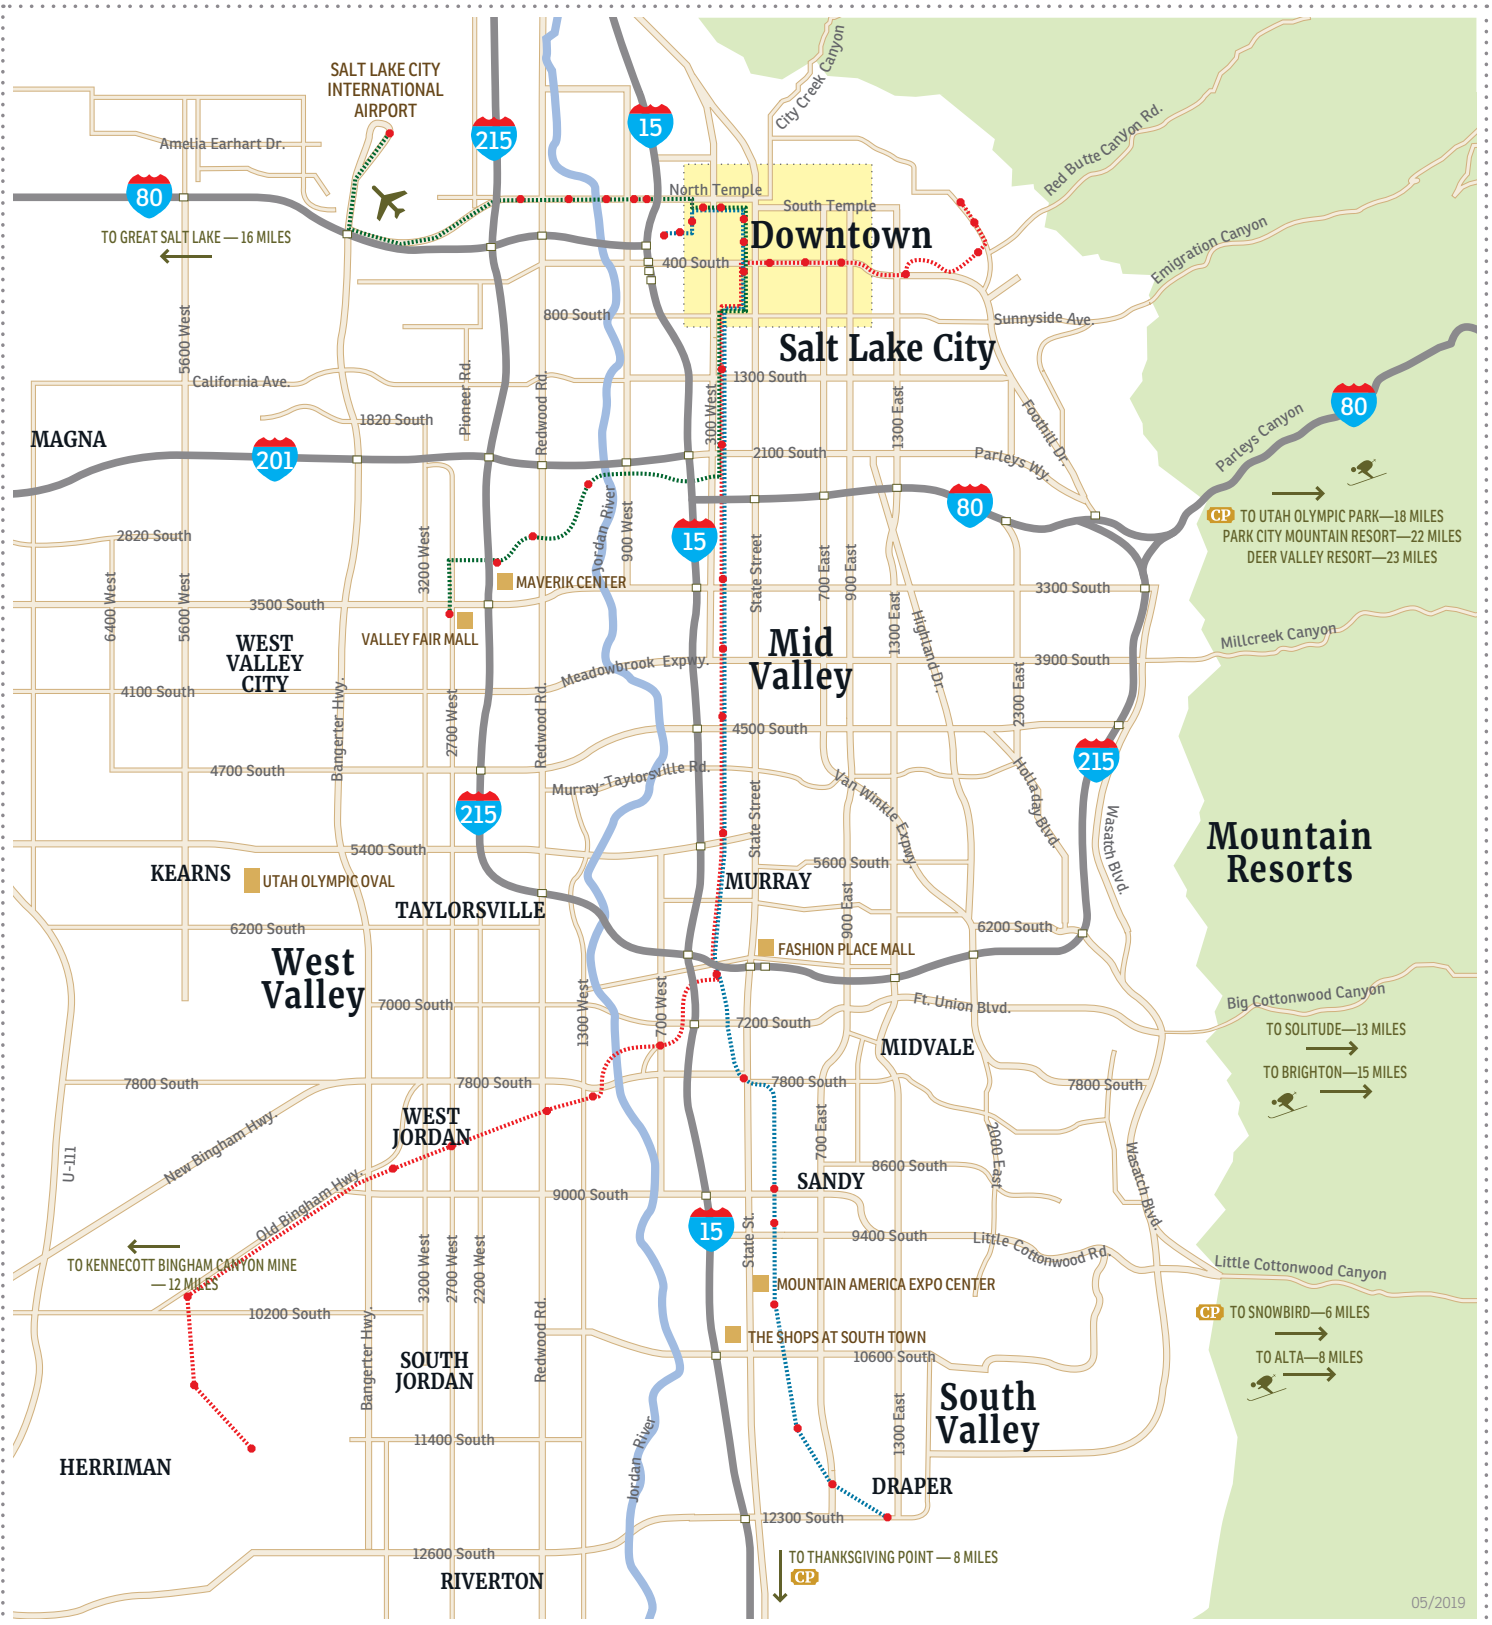 SALT LAKE CITY
INTERNATIONAL
AIRPORT
City Creek Canyon
215
15
Amelia Earhart Dr.
Red Butte Canyon Rd.
80
North Temple
South Temple
TO GREAT SALT LAKE — 16 MILES
Downtown
400 South
Emigration Canyon
800 South
Sunnyside Ave.
5600 West
Salt Lake City
California Ave.
Pioneer Rd.
Redwood Rd.
1300 South
300 West
1300 East
Foothill Dr.
80
Parleys Canyon
1820 South
MAGNA
201
2100 South
Parleys Wy.
80
CP TO UTAH OLYMPIC PARK—18 MILES
PARK CITY MOUNTAIN RESORT—22 MILES
DEER VALLEY RESORT—23 MILES
2820 South
3200 West
Jordan River
900 West
15
State Street
700 East
900 East
6400 West
5600 West
MAVERIK CENTER
3300 South
3500 South
1300 East
Highland Dr.
VALLEY FAIR MALL
WEST
VALLEY
CITY
Mid
Valley
Millcreek Canyon
Meadowbrook Expwy.
3900 South
4100 South
Bangerter Hwy.
2700 West
Redwood Rd.
2300 East
4500 South
4700 South
Murray-Taylorsville Rd.
215
215
Van Winkle Expwy.
Holladay Blvd.
Wasatch Blvd.
State Street
Mountain
Resorts
5400 South
5600 South
KEARNS
UTAH OLYMPIC OVAL
MURRAY
TAYLORSVILLE
900 East
6200 South
6200 South
West
Valley
FASHION PLACE MALL
7000 South
1300 West
700 West
Ft. Union Blvd.
Big Cottonwood Canyon
7200 South
TO SOLITUDE—13 MILES
MIDVALE
TO BRIGHTON—15 MILES
7800 South
7800 South
7800 South
7800 South
WEST
JORDAN
New Bingham Hwy.
U-111
700 East
2000 East
Wasatch Blvd.
8600 South
SANDY
Old Bingham Hwy.
9000 South
15
State St.
9400 South
Little Cottonwood Rd.
Little Cottonwood Canyon
TO KENNECOTT BINGHAM CANYON MINE
— 12 MILES
3200 West
2700 West
2200 West
MOUNTAIN AMERICA EXPO CENTER
10200 South
Bangerter Hwy.
Redwood Rd.
CP TO SNOWBIRD—6 MILES
THE SHOPS AT SOUTH TOWN
10600 South
TO ALTA—8 MILES
SOUTH
JORDAN
South
Valley
1300 East
11400 South
Jordan River
HERRIMAN
DRAPER
12300 South
12600 South
TO THANKSGIVING POINT — 8 MILES
CP
RIVERTON
05/2019